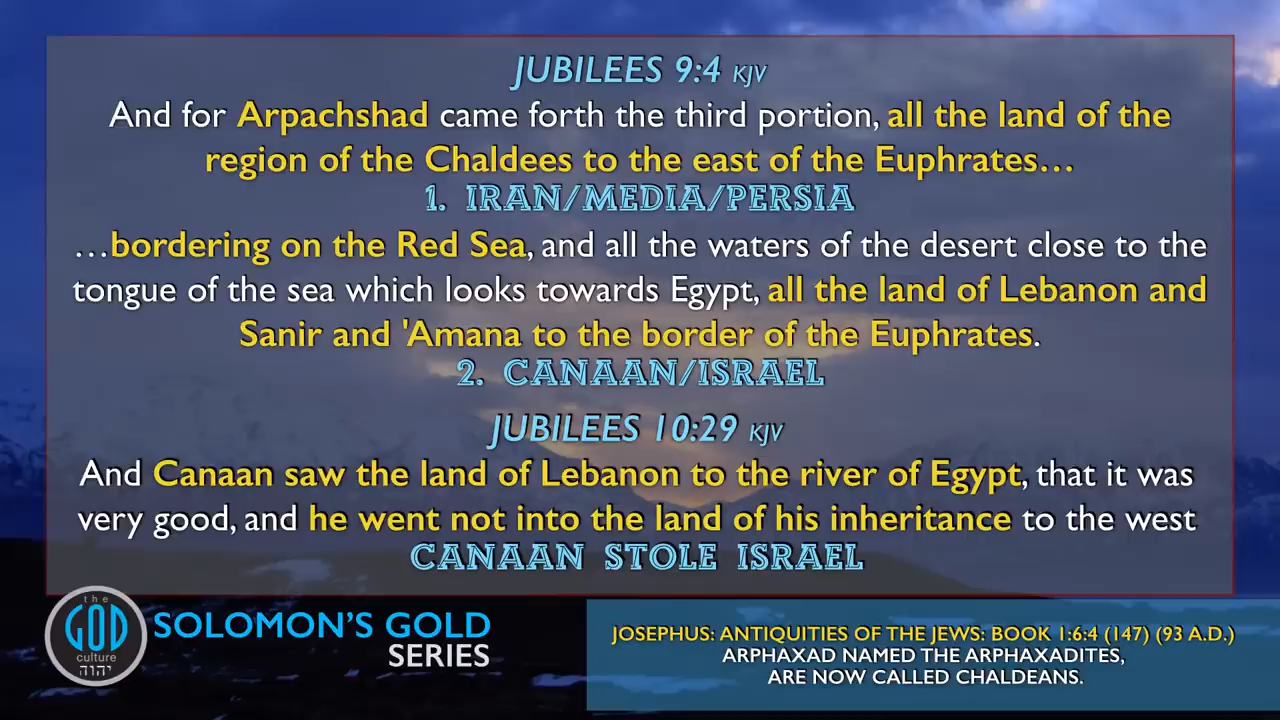 JUBILEES 9:4 KJV
And for Arpachshad came forth the third portion, all the land of the
region of the Chaldees to the east of the Euphrates…
1. IRAN/MEDIA/PERSIA
…bordering on the Red Sea, and all the waters of the desert close to the
tongue of the sea which looks towards Egypt, all the land of Lebanon and
Sanir and 'Amana to the border of the Euphrates.
2. CANAAN/ISRAEL
JUBILEES 10:29 KJV
And Canaan saw the land of Lebanon to the river of Egypt, that it was
very good, and he went not into the land of his inheritance to the west
CANAAN STOLE ISRAEL
the
GOD
culture
יהוה
SOLOMON'S GOLD
SERIES
JOSEPHUS: ANTIQUITIES OF THE JEWS: BOOK 1:6:4 (147) (93 A.D.)
ARPHAXAD NAMED THE ARPHAXADITES,
ARE NOW CALLED CHALDEANS.